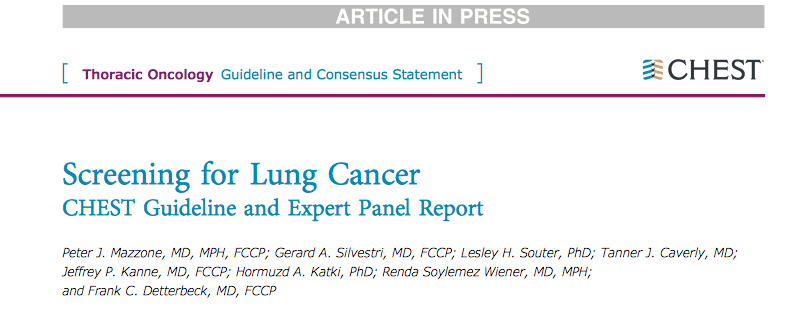 ARTICLE IN PRESS
[ Thoracic Oncology Guideline and Consensus Statement ]
CHEST
Screening for Lung Cancer
CHEST Guideline and Expert Panel Report
Peter J. Mazzone, MD, MPH, FCCP; Gerard A. Silvestri, MD, FCCP; Lesley H. Souter, PhD; Tanner J. Caverly, MD;
Jeffrey P. Kanne, MD, FCCP; Hormuzd A. Katki, PhD; Renda Soylemez Wiener, MD, MPH;
and Frank C. Detterbeck, MD, FCCP